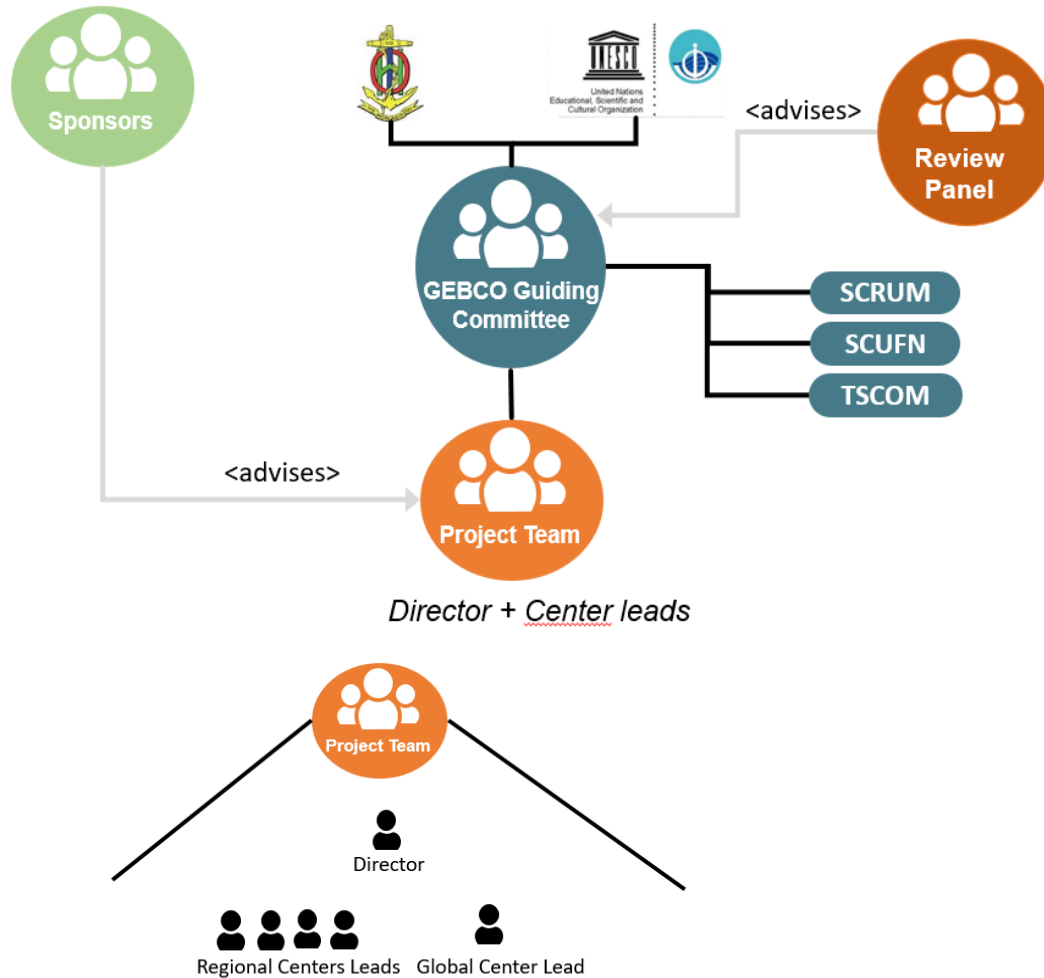 Sponsors
UNESCO
United Nations
Educational, Scientific and
Cultural Organization
<advises>
Review
Panel
GEBCO Guiding
Committee
SCRUM
SCUFN
TSCOM
<advises>
Project Team
Director + Center leads
Project Team
Director
Regional Centers Leads
Global Center Lead